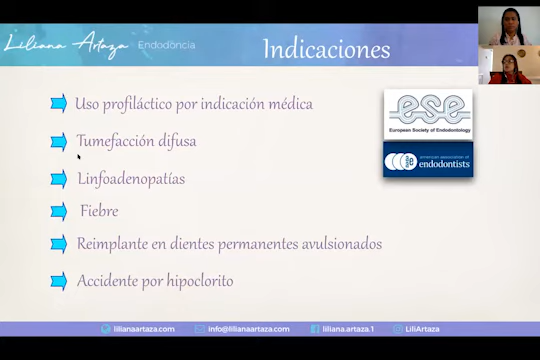 Liliana Artaza Endodoncia
Indicaciones
Uso profiláctico por indicación médica
Tumefacción difusa
Linfoadenopatías
Fiebre
Reimplante en dientes permanentes avulsionados
Accidente por hipoclorito
ese
European Society of Endodontology
american association of
endodontists
lilianaartaza.com
info@lilianaartaza.com
liliana.artaza.1
LiliArtaza